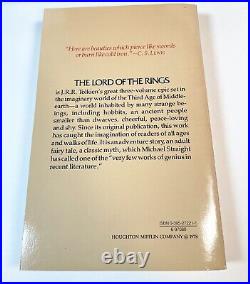 "Here are beauties which pierce like swords
or burn like cold iron." —C. S. LEWIS
THE LORD OF THE RINGS
is J.R.R. Tolkien's great three-volume epic set in
the imaginary world of the Third Age of Middle-
earth—a world inhabited by many strange be-
ings, including hobbits, an ancient people
smaller than dwarves, cheerful, peace-loving
and shy. Since its original publication, this work
has caught the imagination of readers of all ages
and walks of life. It is an adventure story, an adult
fairy tale, a classic myth, which Michael Straight
has called one of the "very few works of genius in
recent literature."
HOUGHTON MIFFLIN COMPANY © 1978